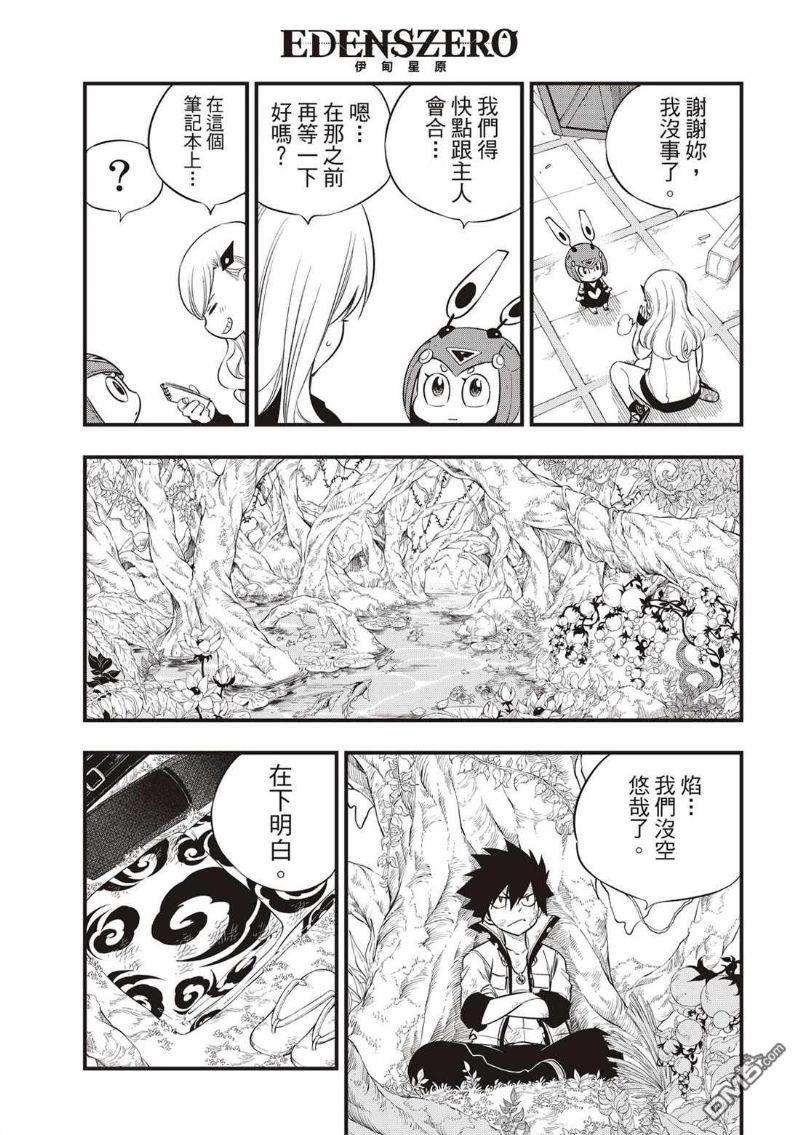 EDENSZERO
伊甸星原
謝謝妳，
我沒事了。
我們得
快點跟主人
會合…
嗯…
在那之前
再等一下
好嗎？
在這個
筆記本上…
？
焰…
我們沒空
悠哉了。
在下明白。
DM5.com